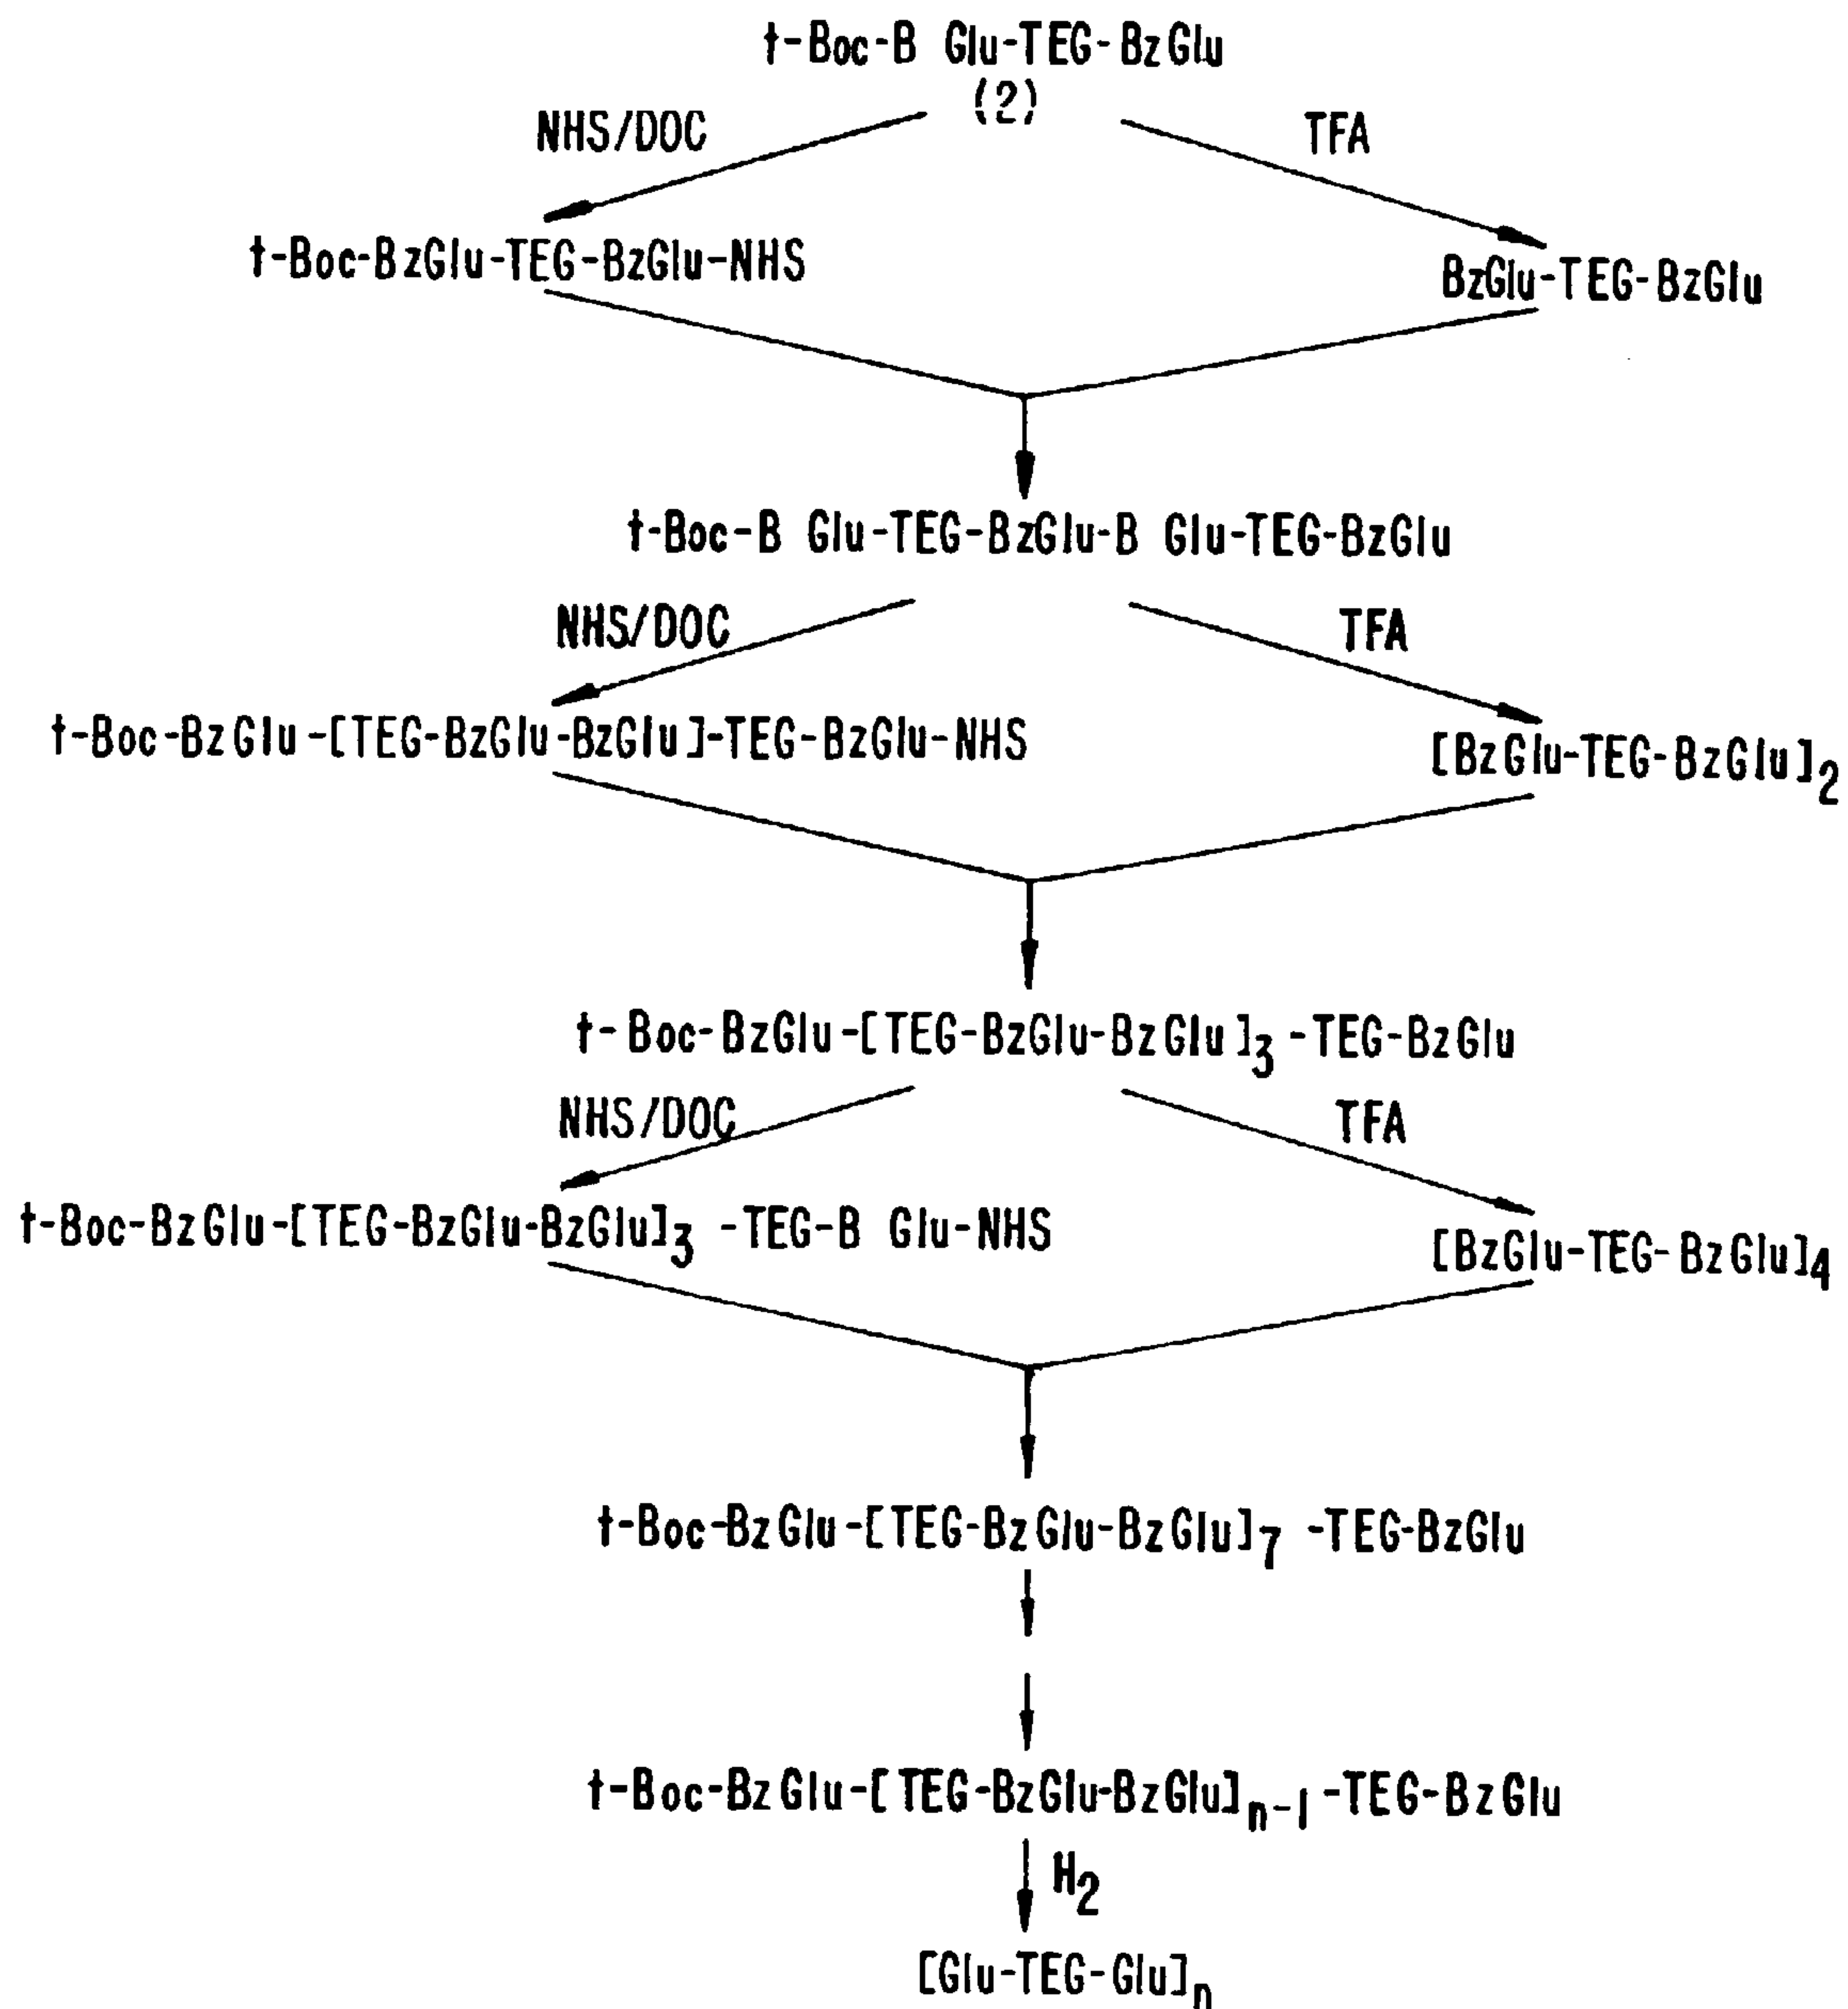 t-Boc-B Glu-TEG-BzGlu
(2)
NHS/DOC
TFA
t-Boc-BzGlu-TEG-BzGlu-NHS
BzGlu-TEG-BzGlu
t-Boc-B Glu-TEG-BzGlu-B Glu-TEG-BzGlu
NHS/DOC
TFA
t-Boc-BzGlu-[TEG-BzGlu-BzGlu]-TEG-BzGlu-NHS
[BzGlu-TEG-BzGlu]2
t-Boc-BzGlu-[TEG-BzGlu-BzGlu]3-TEG-BzGlu
NHS/DOC
TFA
t-Boc-BzGlu-[TEG-BzGlu-BzGlu]3-TEG-B Glu-NHS
[BzGlu-TEG-BzGlu]4
t-Boc-BzGlu-[TEG-BzGlu-BzGlu]7-TEG-BzGlu
t-Boc-BzGlu-[TEG-BzGlu-BzGlu]n-1-TEG-BzGlu
H2
[Glu-TEG-Glu]n